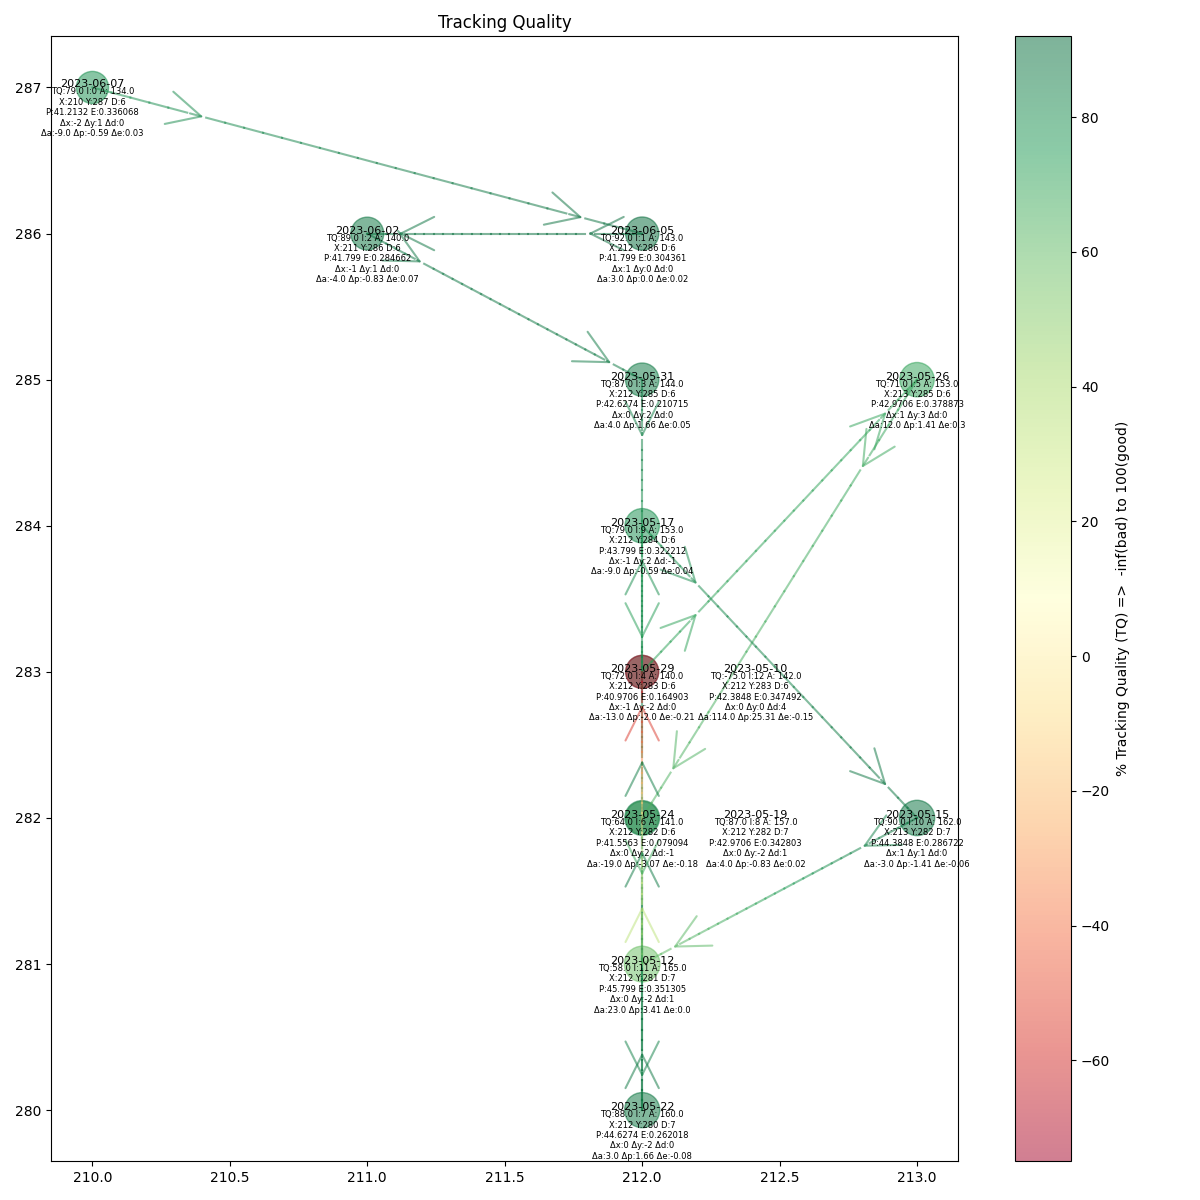 Tracking Quality
2023-06-07
TQ:79.0 I:0 A: 134.0
X:210 Y:287 D:6
P:41.2132 E:0.336068
Δx:-2 Δy:1 Δd:0
Δa:-9.0 Δp:-0.59 Δe:0.03
2023-06-02
TQ:89.0 I:2 A: 140.0
X:211 Y:286 D:6
P:41.799 E:0.284662
Δx:-1 Δy:1 Δd:0
Δa:-4.0 Δp:-0.83 Δe:0.07
2023-06-05
TQ:92.0 I:1 A: 143.0
X:212 Y:286 D:6
P:41.799 E:0.304361
Δx:1 Δy:0 Δd:0
Δa:3.0 Δp:0.0 Δe:0.02
2023-05-31
TQ:87.0 I:3 A: 144.0
X:212 Y:285 D:6
P:42.6274 E:0.210715
Δx:0 Δy:2 Δd:0
Δa:4.0 Δp:1.66 Δe:0.05
2023-05-26
TQ:71.0 I:5 A: 153.0
X:213 Y:285 D:6
P:42.9706 E:0.378873
Δx:1 Δy:3 Δd:0
Δa:12.0 Δp:1.41 Δe:0.3
2023-05-17
TQ:79.0 I:9 A: 153.0
X:212 Y:284 D:6
P:43.799 E:0.322212
Δx:-1 Δy:2 Δd:-1
Δa:-9.0 Δp:-0.59 Δe:0.04
2023-05-29
TQ:72.0 I:4 A: 140.0
X:212 Y:283 D:6
P:40.9706 E:0.164903
Δx:-1 Δy:-2 Δd:0
Δa:-13.0 Δp:-2.0 Δe:-0.21
2023-05-10
TQ:-75.0 I:12 A: 142.0
X:212 Y:283 D:6
P:42.3848 E:0.347492
Δx:0 Δy:0 Δd:4
Δa:114.0 Δp:25.31 Δe:-0.15
2023-05-24
TQ:64.0 I:6 A: 141.0
X:212 Y:282 D:6
P:41.5563 E:0.079094
Δx:0 Δy:2 Δd:-1
Δa:-19.0 Δp:-3.07 Δe:-0.18
2023-05-19
TQ:87.0 I:8 A: 157.0
X:212 Y:282 D:7
P:42.9706 E:0.342803
Δx:0 Δy:-2 Δd:1
Δa:4.0 Δp:-0.83 Δe:0.02
2023-05-15
TQ:90.0 I:10 A: 162.0
X:213 Y:282 D:7
P:44.3848 E:0.286722
Δx:1 Δy:1 Δd:0
Δa:-3.0 Δp:-1.41 Δe:-0.06
2023-05-12
TQ:58.0 I:11 A: 165.0
X:212 Y:281 D:7
P:45.799 E:0.351305
Δx:0 Δy:-2 Δd:1
Δa:23.0 Δp:3.41 Δe:0.0
2023-05-22
TQ:88.0 I:7 A: 160.0
X:212 Y:280 D:7
P:44.6274 E:0.262018
Δx:0 Δy:-2 Δd:0
Δa:3.0 Δp:1.66 Δe:-0.08
287
286
285
284
283
282
281
280
210.0
210.5
211.0
211.5
212.0
212.5
213.0
80
60
40
20
0
−20
−40
−60
% Tracking Quality (TQ) => -inf(bad) to 100(good)